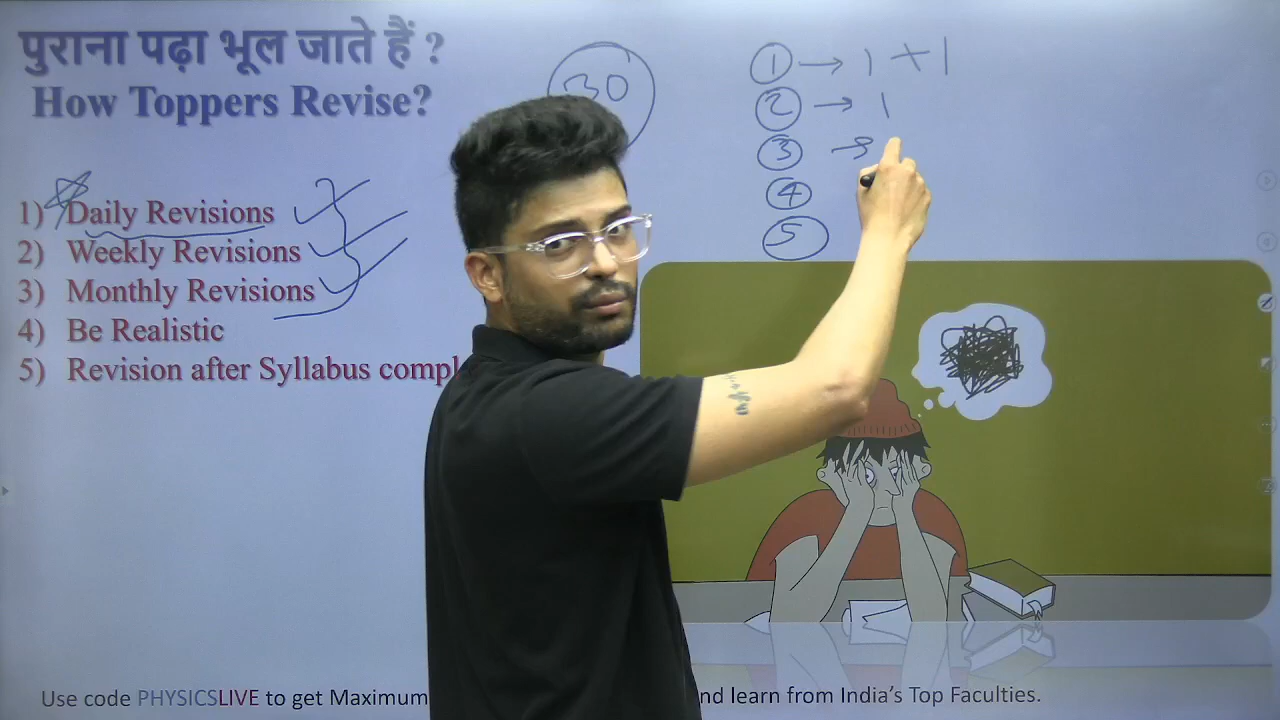 पुराना पढ़ा भूल जाते हैं ?
How Toppers Revise?
1) Daily Revisions
2) Weekly Revisions
3) Monthly Revisions
4) Be Realistic
5) Revision after Syllabus compl
30
1 → 1 + 1
2 → 1
3 →
4
5
Use code PHYSICSLIVE to get Maximum nd learn from India's Top Faculties.